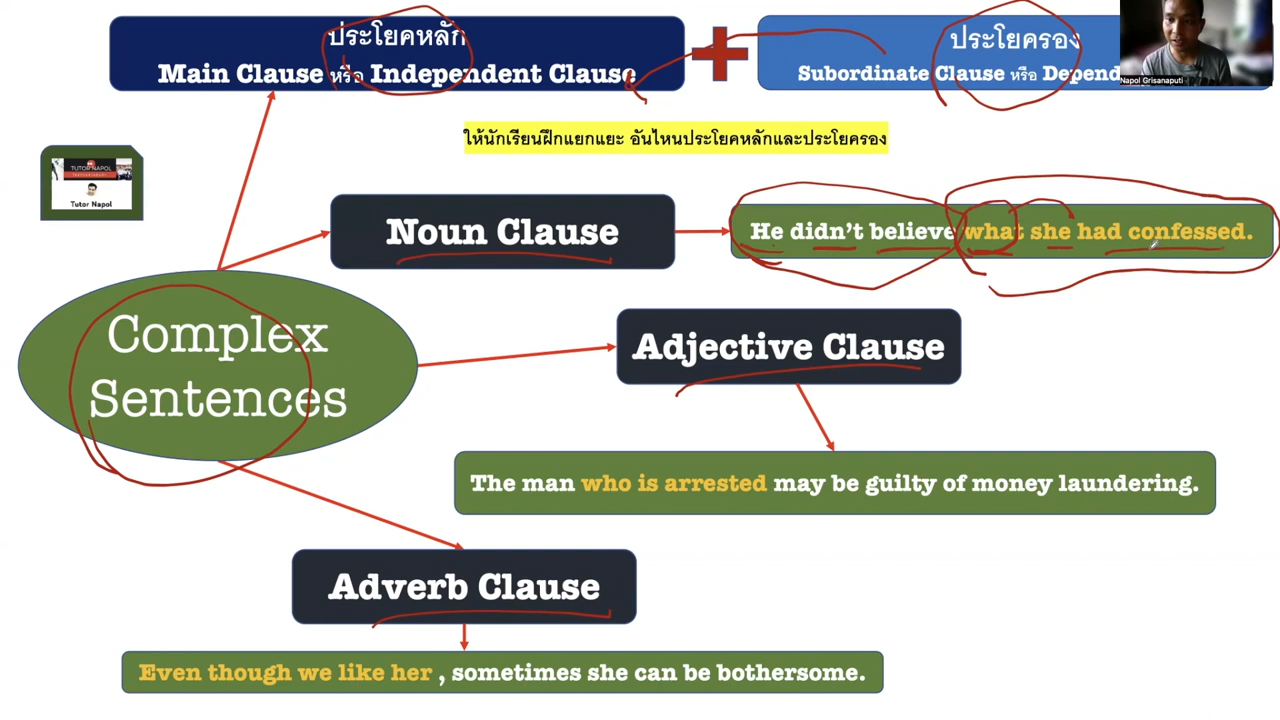 ประโยคหลัก
Main Clause หรือ Independent Clause
ประโยครอง
Subordinate Clause หรือ Depend
Napol Grisanaputi
ให้นักเรียนฝึกแยกแยะ อันไหนประโยคหลักและประโยครอง
TUTOR NAPOL
Tutor Napol
Noun Clause
He didn't believe what she had confessed.
Complex
Sentences
Adjective Clause
The man who is arrested may be guilty of money laundering.
Adverb Clause
Even though we like her , sometimes she can be bothersome.